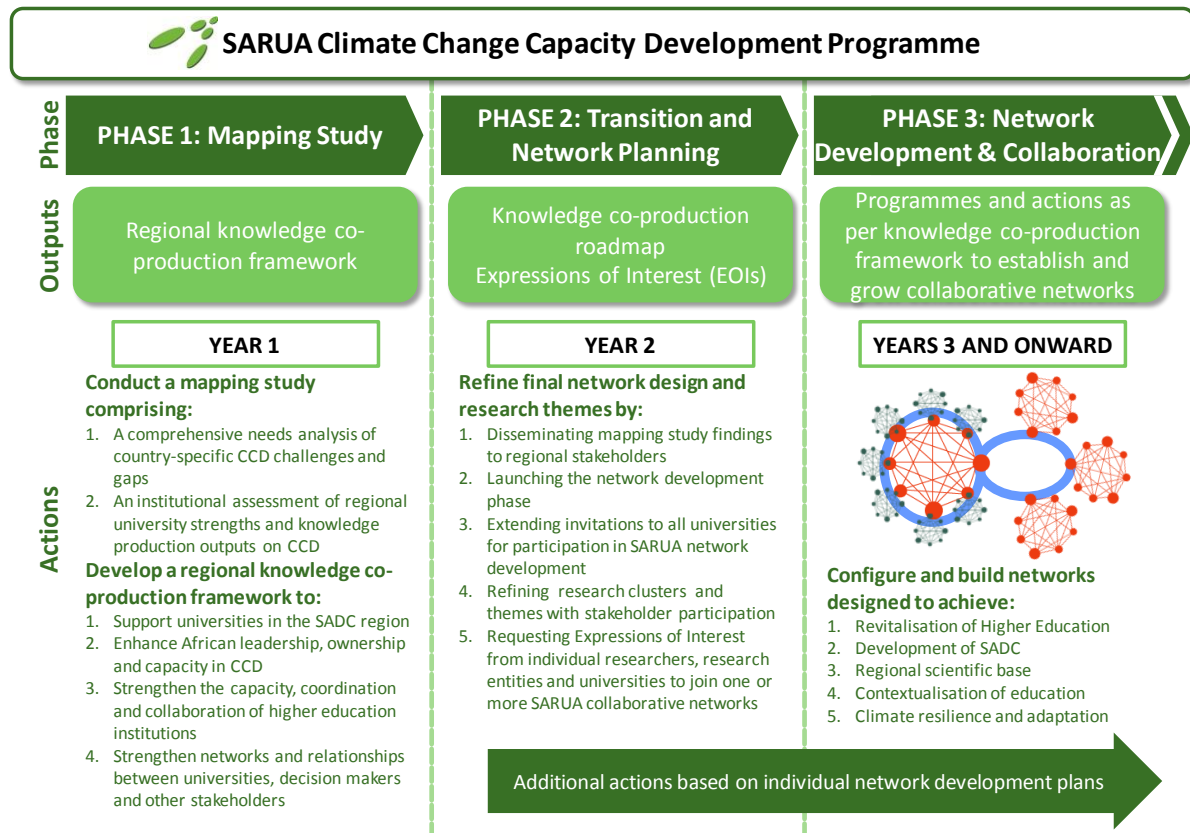 SARUA Climate Change Capacity Development Programme
Phase
PHASE 1: Mapping Study
PHASE 2: Transition and
Network Planning
PHASE 3: Network
Development & Collaboration
Outputs
Regional knowledge co-
production framework
Knowledge co-production
roadmap
Expressions of Interest (EOIs)
Programmes and actions as
per knowledge co-production
framework to establish and
grow collaborative networks
Actions
YEAR 1
Conduct a mapping study
comprising:
1. A comprehensive needs analysis of
country-specific CCD challenges and
gaps
2. An institutional assessment of regional
university strengths and knowledge
production outputs on CCD
Develop a regional knowledge co-
production framework to:
1. Support universities in the SADC region
2. Enhance African leadership, ownership
and capacity in CCD
3. Strengthen the capacity, coordination
and collaboration of higher education
institutions
4. Strengthen networks and relationships
between universities, decision makers
and other stakeholders
YEAR 2
Refine final network design and
research themes by:
1. Disseminating mapping study findings
to regional stakeholders
2. Launching the network development
phase
3. Extending invitations to all universities
for participation in SARUA network
development
4. Refining research clusters and
themes with stakeholder participation
5. Requesting Expressions of Interest
from individual researchers, research
entities and universities to join one or
more SARUA collaborative networks
YEARS 3 AND ONWARD
Configure and build networks
designed to achieve:
1. Revitalisation of Higher Education
2. Development of SADC
3. Regional scientific base
4. Contextualisation of education
5. Climate resilience and adaptation
Additional actions based on individual network development plans